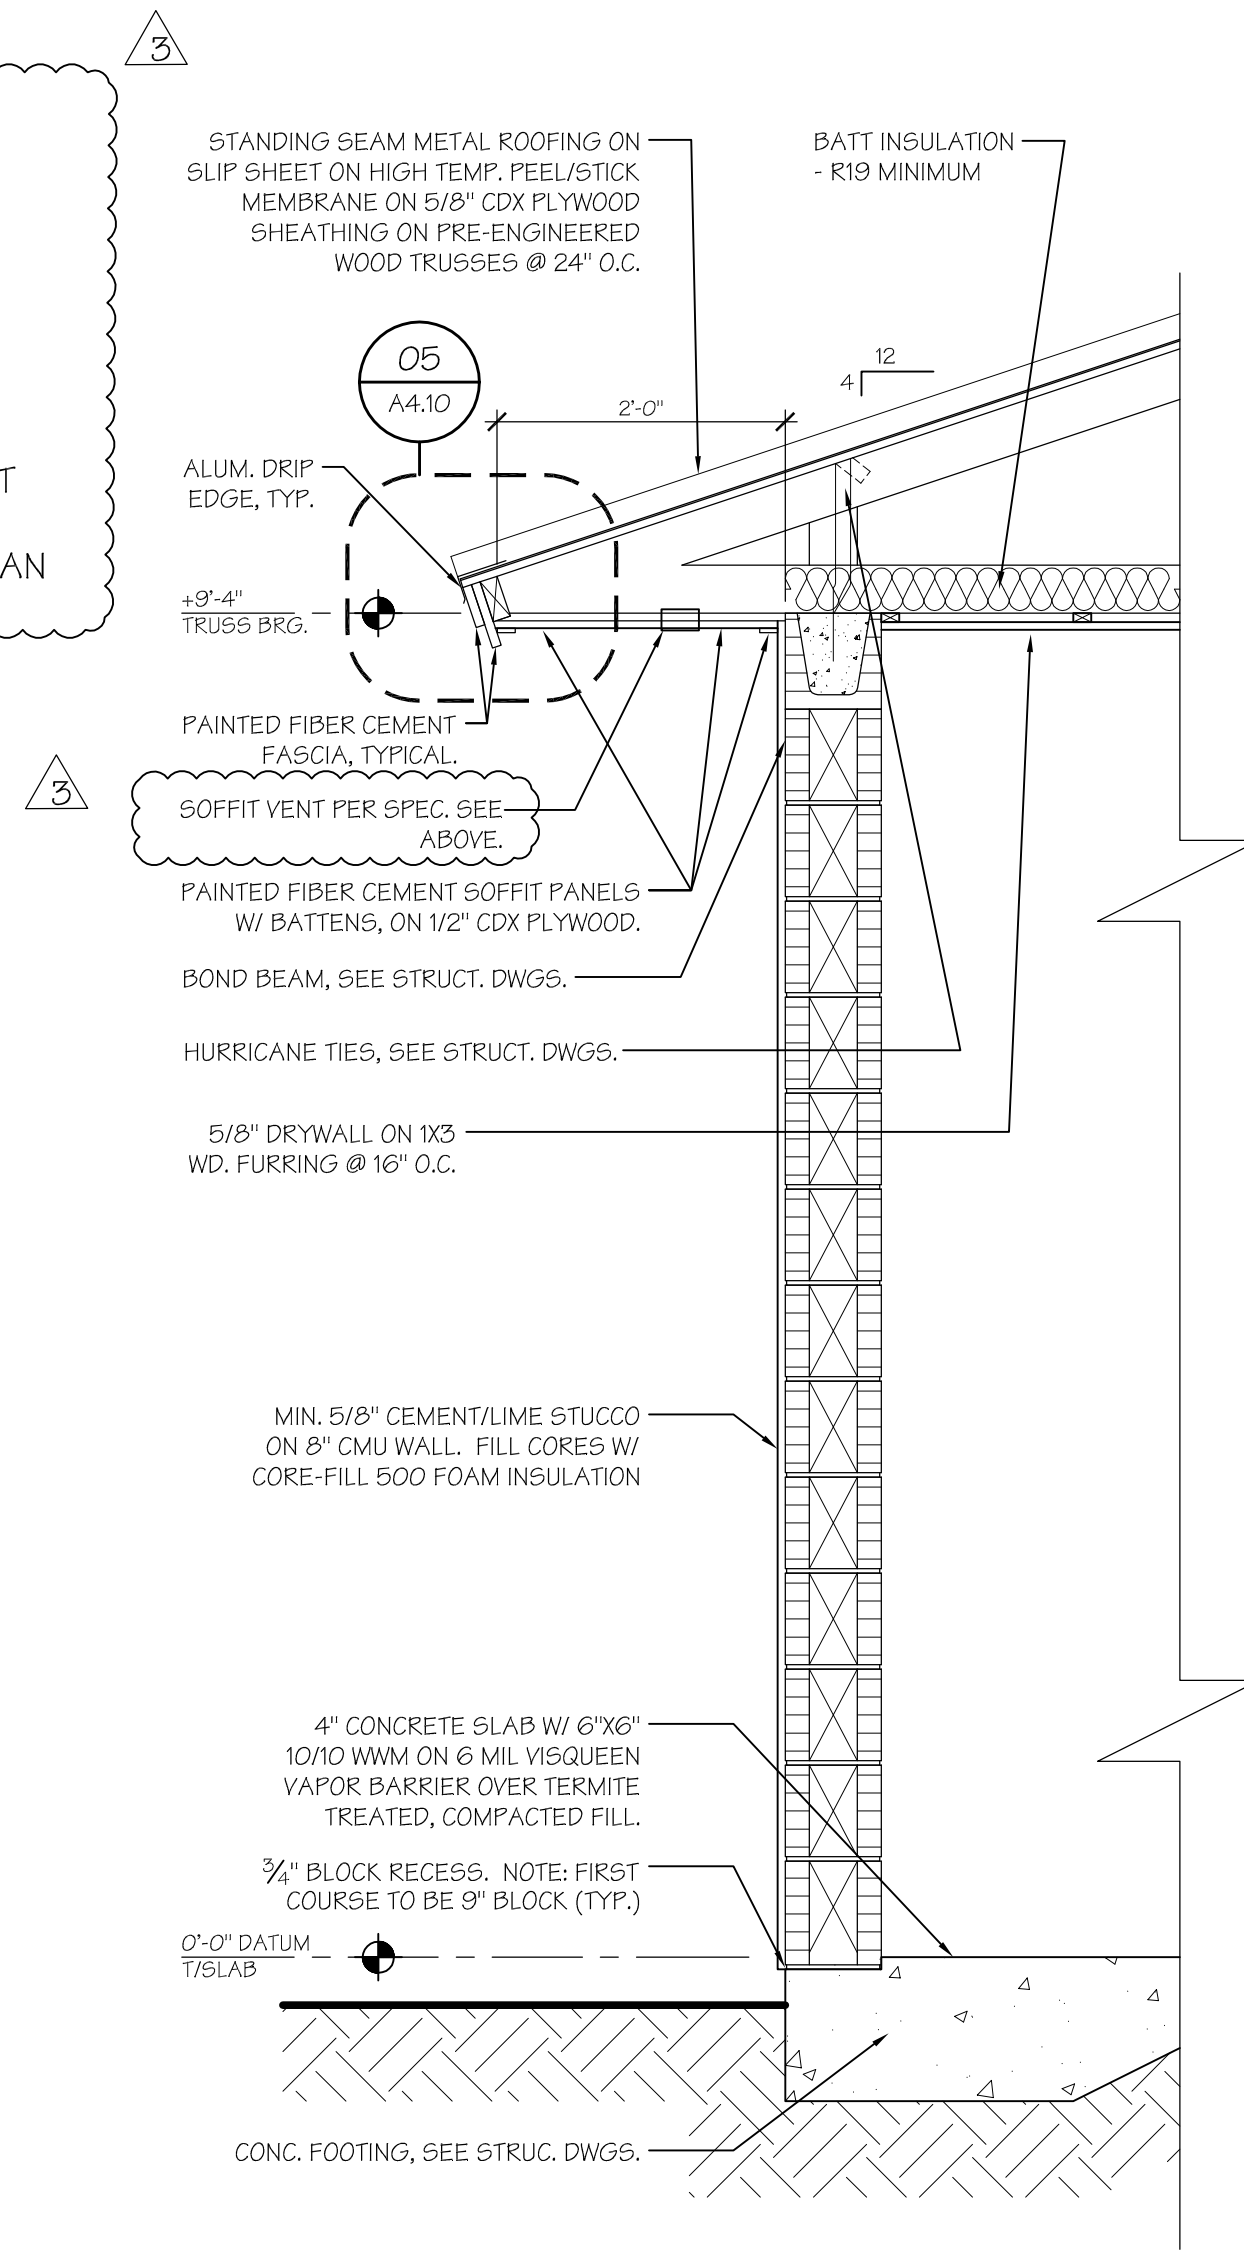 3
STANDING SEAM METAL ROOFING ON
SLIP SHEET ON HIGH TEMP. PEEL/STICK
MEMBRANE ON 5/8" CDX PLYWOOD
SHEATHING ON PRE-ENGINEERED
WOOD TRUSSES @ 24" O.C.
BATT INSULATION
- R19 MINIMUM
05
A4.10
12
4
2'-0"
T
AN
ALUM. DRIP
EDGE, TYP.
+9'-4"
TRUSS BRG.
PAINTED FIBER CEMENT
FASCIA, TYPICAL.
3
SOFFIT VENT PER SPEC. SEE
ABOVE.
PAINTED FIBER CEMENT SOFFIT PANELS
W/ BATTENS, ON 1/2" CDX PLYWOOD.
BOND BEAM, SEE STRUCT. DWGS.
HURRICANE TIES, SEE STRUCT. DWGS.
5/8" DRYWALL ON 1X3
WD. FURRING @ 16" O.C.
MIN. 5/8" CEMENT/LIME STUCCO
ON 8" CMU WALL. FILL CORES W/
CORE-FILL 500 FOAM INSULATION
4" CONCRETE SLAB W/ 6"X6"
10/10 WWM ON 6 MIL VISQUEEN
VAPOR BARRIER OVER TERMITE
TREATED, COMPACTED FILL.
3/4" BLOCK RECESS. NOTE: FIRST
COURSE TO BE 9" BLOCK (TYP.)
0'-0" DATUM
T/SLAB
CONC. FOOTING, SEE STRUC. DWGS.